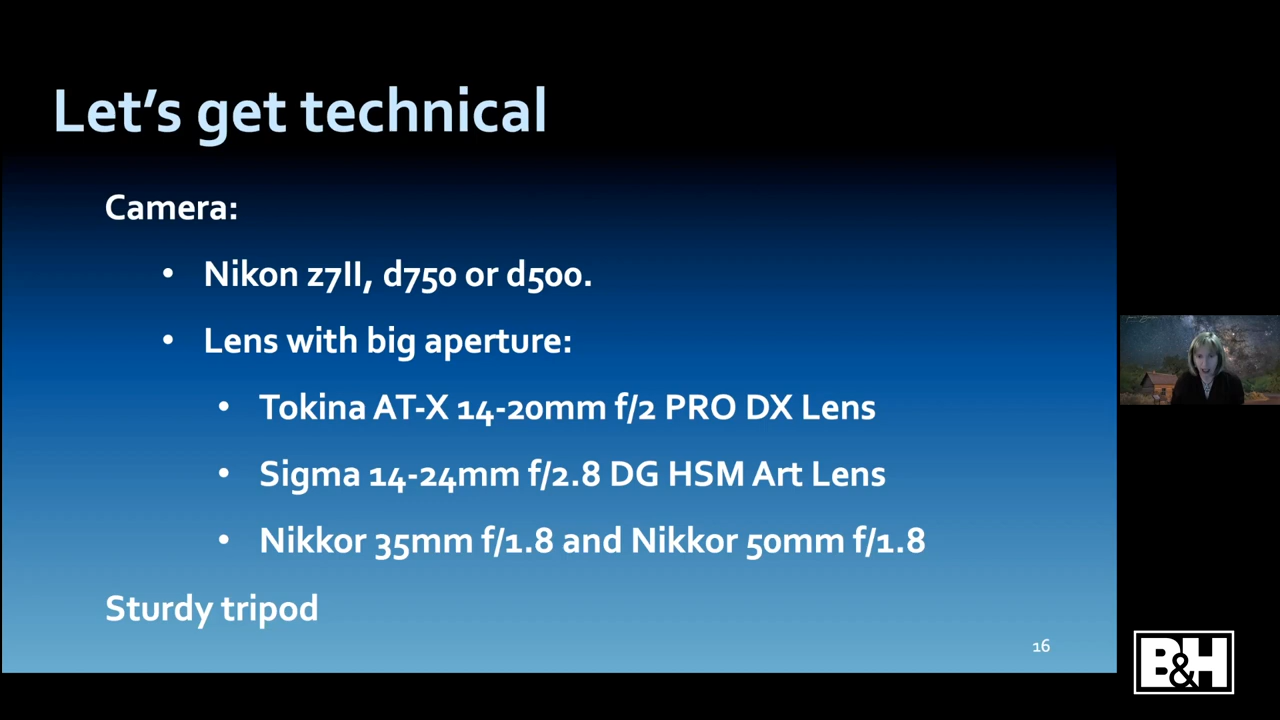 Let's get technical
Camera:
• Nikon z7II, d750 or d500.
• Lens with big aperture:
• Tokina AT-X 14-20mm f/2 PRO DX Lens
• Sigma 14-24mm f/2.8 DG HSM Art Lens
• Nikkor 35mm f/1.8 and Nikkor 50mm f/1.8
Sturdy tripod
16
B&H